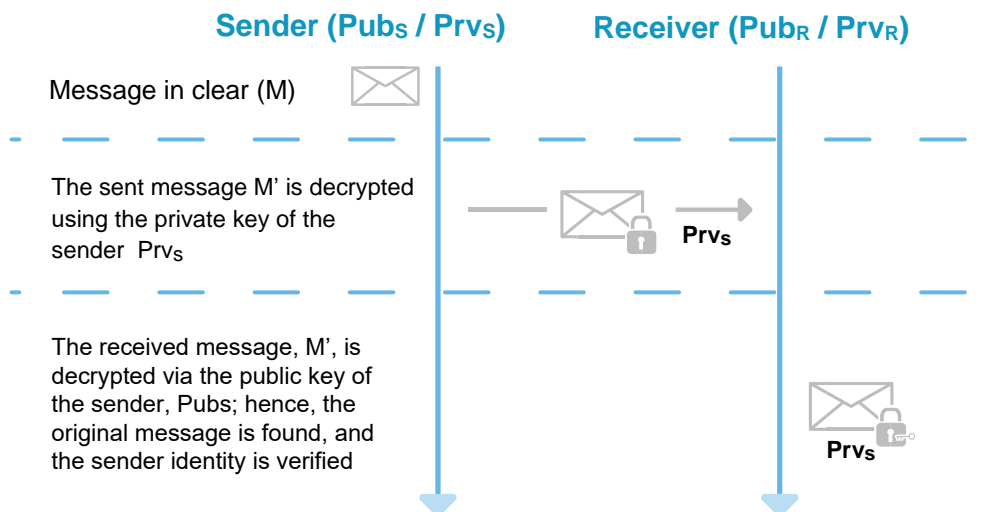 Sender (PubS / PrvS)
Receiver (PubR / PrvR)
Message in clear (M)
The sent message M’ is decrypted
using the private key of the
sender PrvS
PrvS
The received message, M’, is
decrypted via the public key of
the sender, Pubs; hence, the
original message is found, and
the sender identity is verified
PrvS